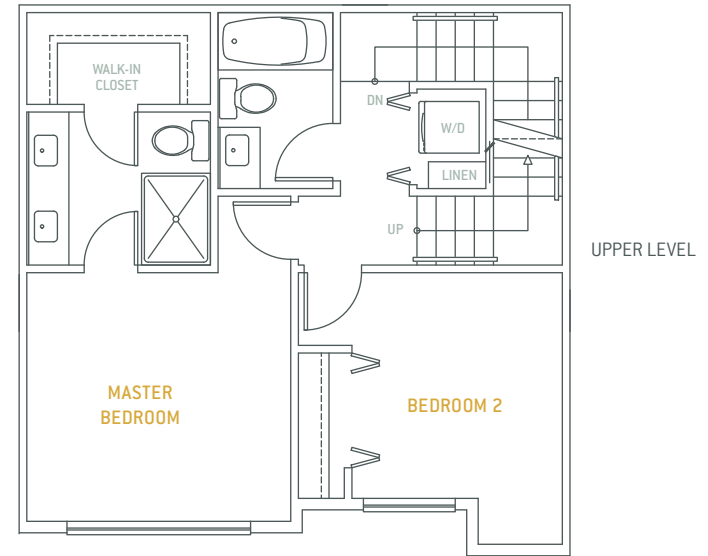 WALK-IN
CLOSET
DN
W/D
LINEN
UP
UPPER LEVEL
MASTER
BEDROOM
BEDROOM 2